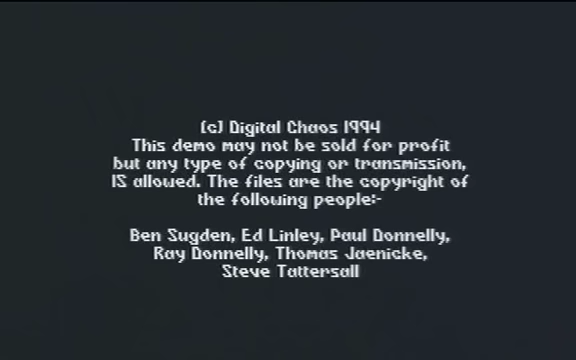 (c) Digital Chaos 1994
This demo may not be sold for profit
but any type of copying or transmission,
IS allowed. The files are the copyright of
the following people:-
Ben Sugden, Ed Linley, Paul Donnelly,
Ray Donnelly, Thomas Jaenicke,
Steve Tattersall